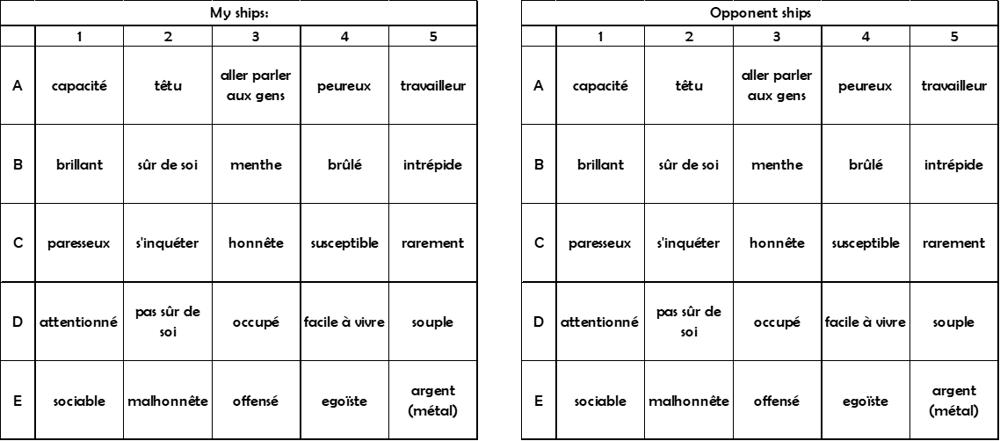 My ships:
1 2 3 4 5
A capacité têtu aller parler aux gens peureux travailleur
B brillant sûr de soi menthe brûlé intrépide
C paresseux s'inquéter honnête susceptible rarement
D attentionné pas sûr de soi occupé facile à vivre souple
E sociable malhonnête offensé egoïste argent (métal)
Opponent ships
1 2 3 4 5
A capacité têtu aller parler aux gens peureux travailleur
B brillant sûr de soi menthe brûlé intrépide
C paresseux s'inquéter honnête susceptible rarement
D attentionné pas sûr de soi occupé facile à vivre souple
E sociable malhonnête offensé egoïste argent (métal)